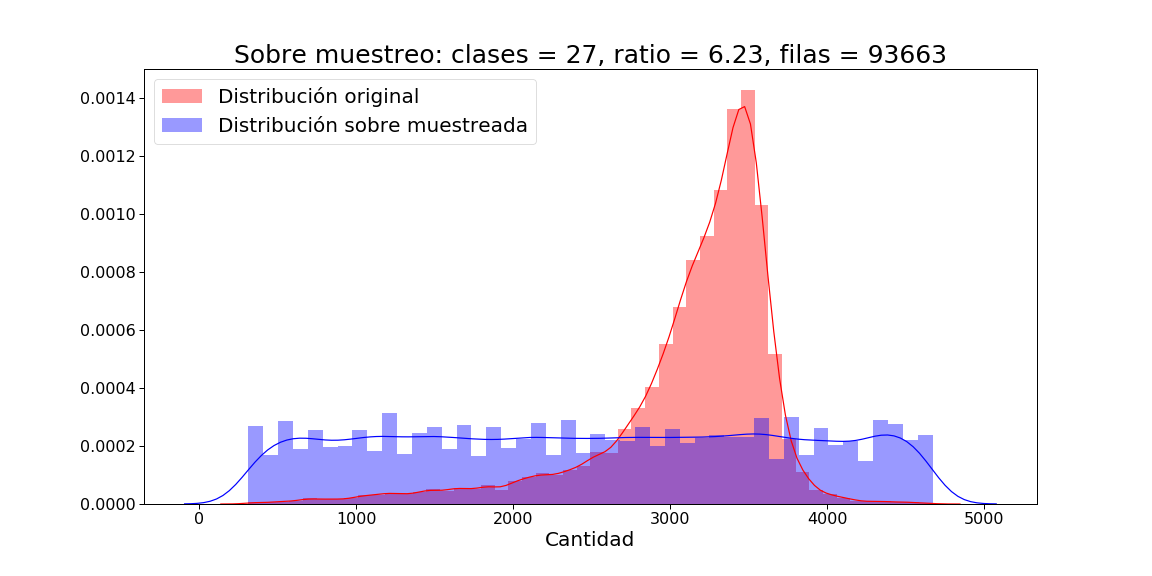 Sobre muestreo: clases = 27, ratio = 6.23, filas = 93663
Distribución original
Distribución sobre muestreada
0.0014
0.0012
0.0010
0.0008
0.0006
0.0004
0.0002
0.0000
0 1000 2000 3000 4000 5000
Cantidad